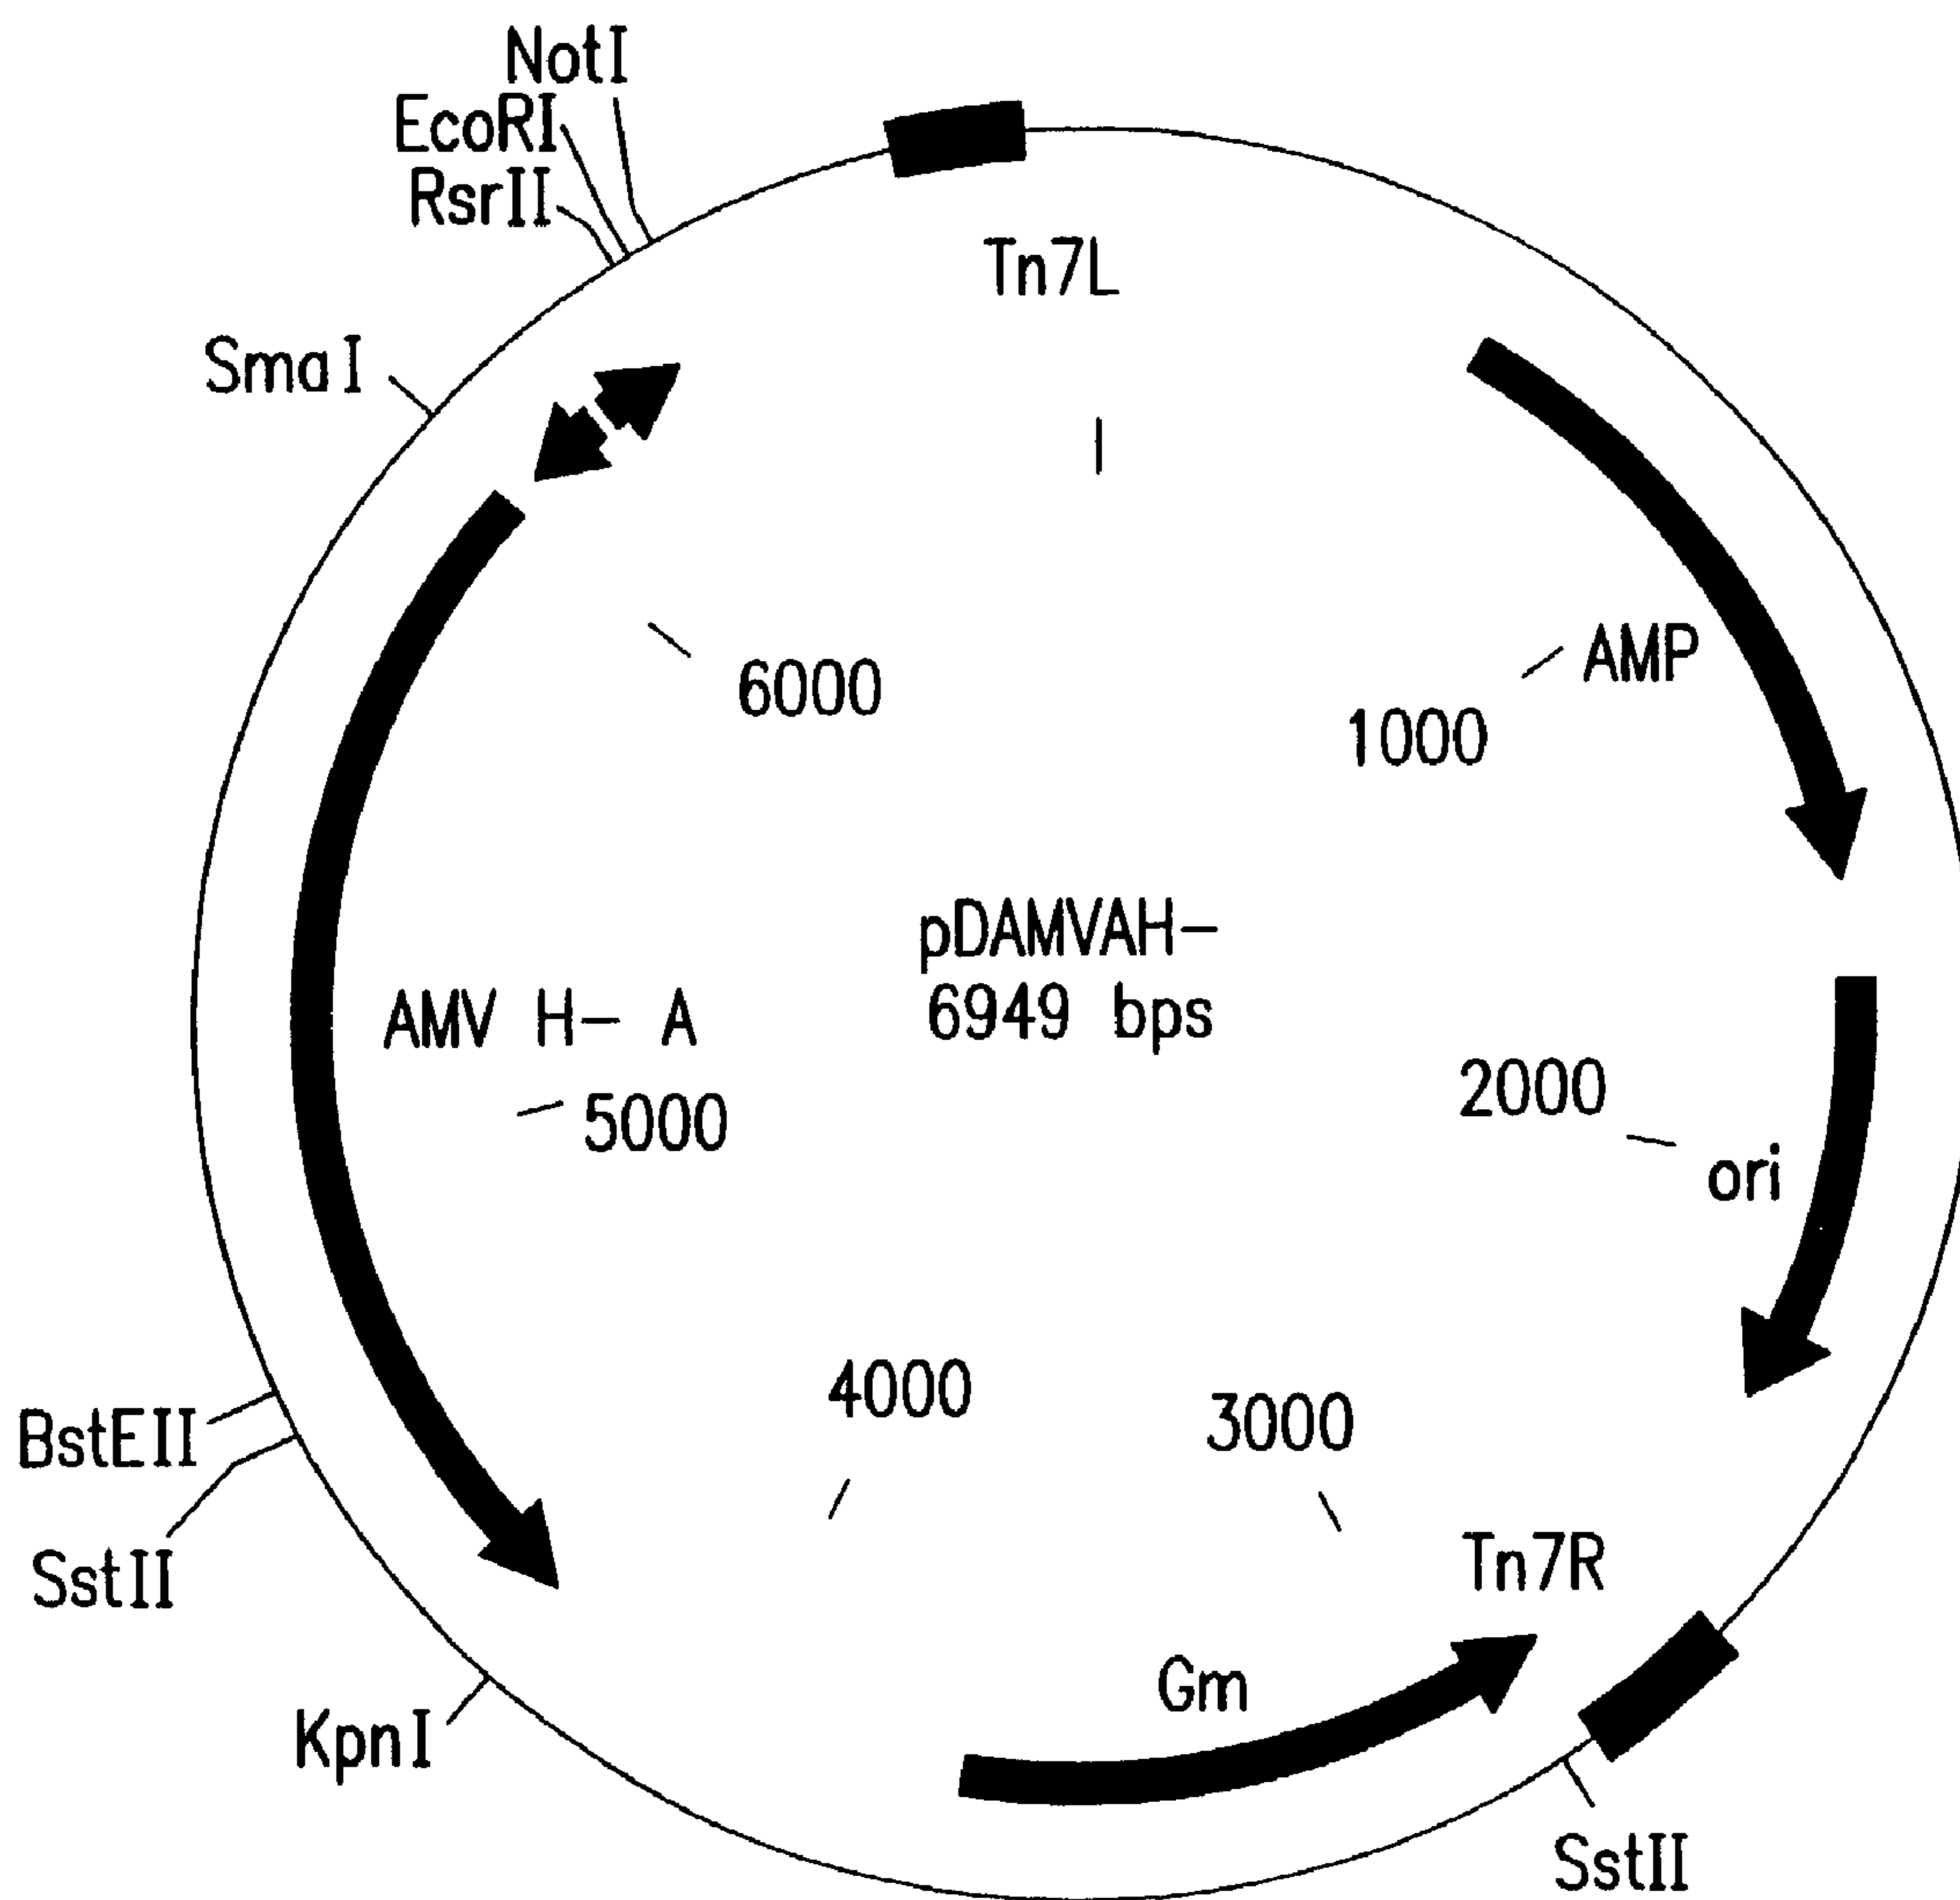 NotI
EcoRI
RsrII
Tn7L
SmaI
AMP
6000
1000
pDAMVAH-
6949 bps
AMV H- A
2000
5000
ori
4000
3000
BstEII
SstII
Tn7R
Gm
KpnI
SstII